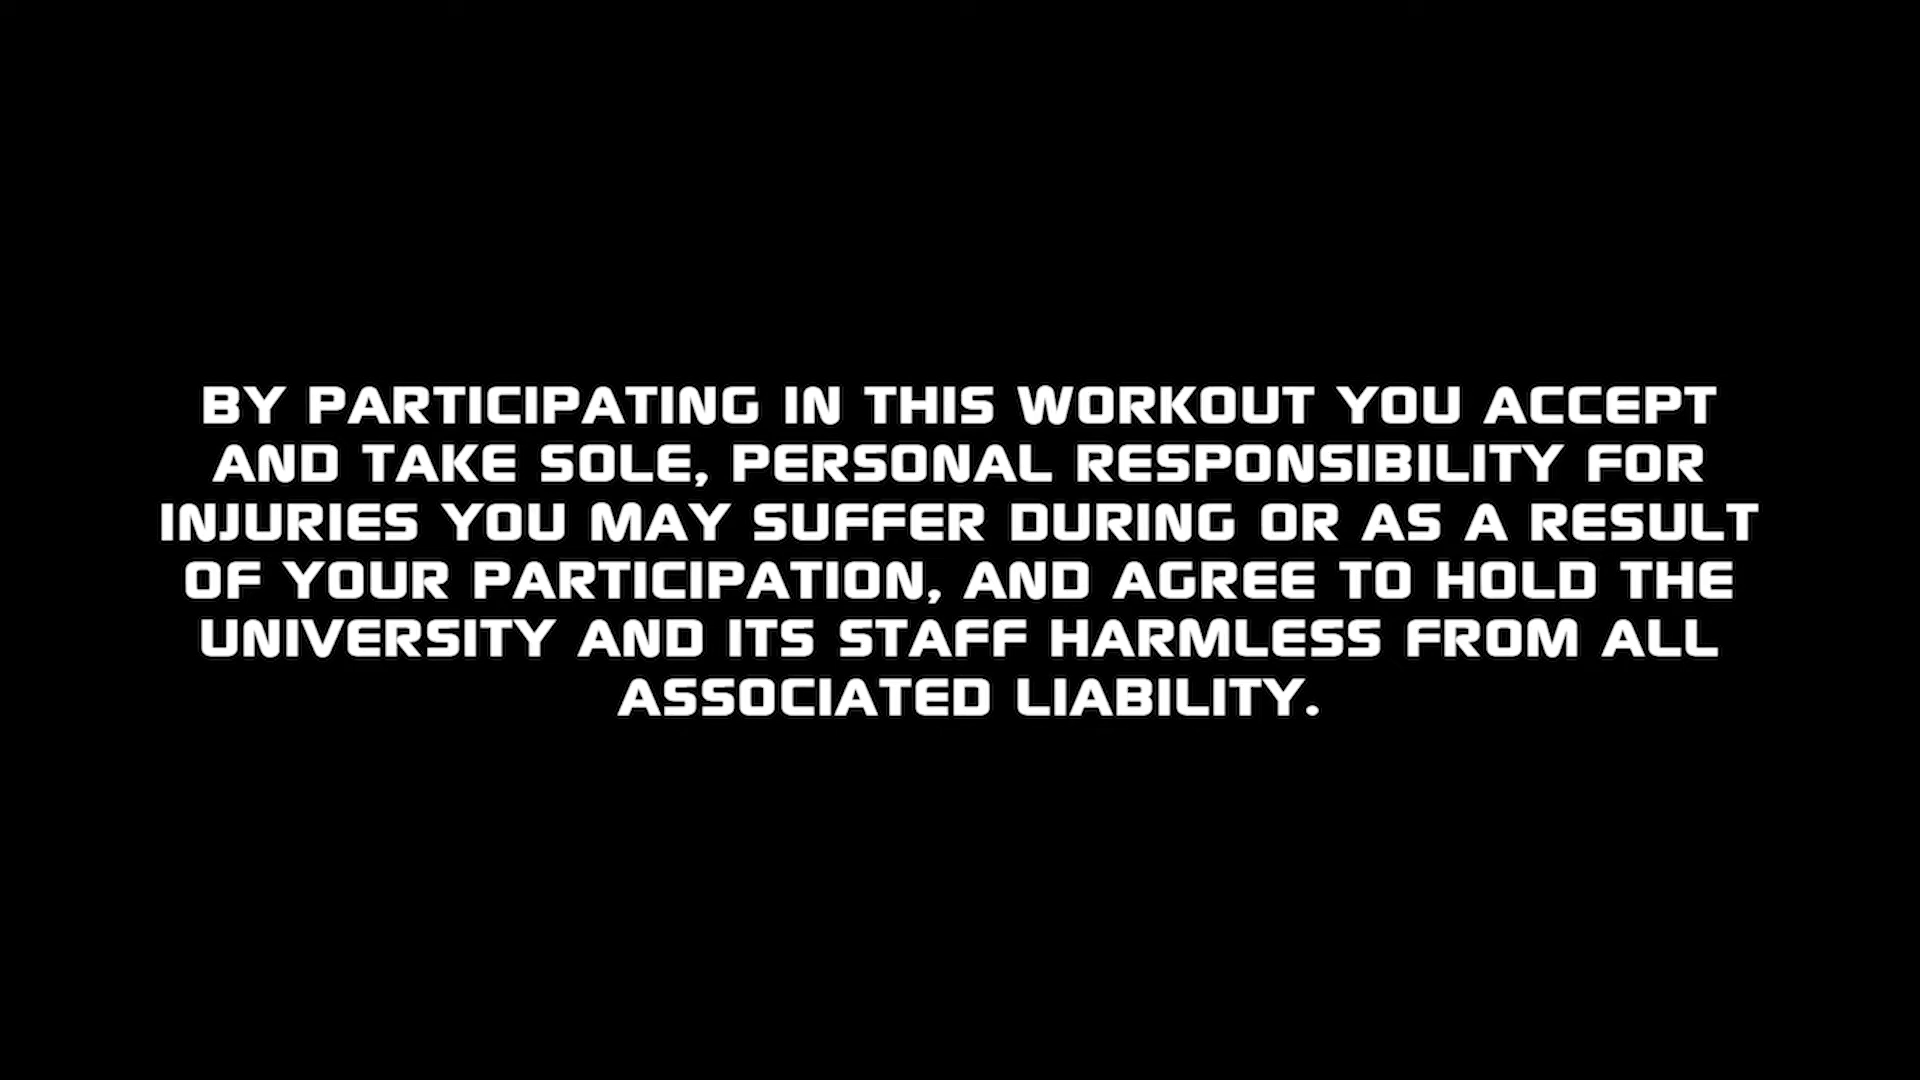 BY PARTICIPATING IN THIS WORKOUT YOU ACCEPT
AND TAKE SOLE, PERSONAL RESPONSIBILITY FOR
INJURIES YOU MAY SUFFER DURING OR AS A RESULT
OF YOUR PARTICIPATION, AND AGREE TO HOLD THE
UNIVERSITY AND ITS STAFF HARMLESS FROM ALL
ASSOCIATED LIABILITY.